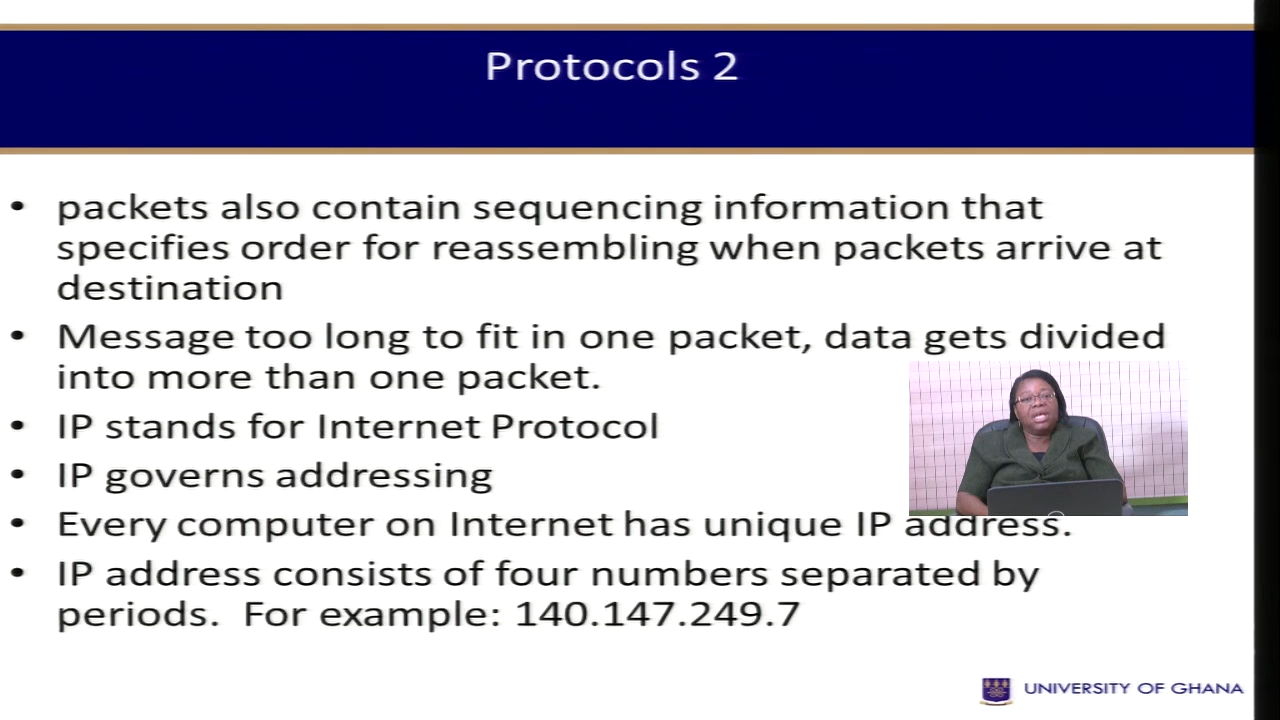 Protocols 2
• packets also contain sequencing information that
specifies order for reassembling when packets arrive at
destination
• Message too long to fit in one packet, data gets divided
into more than one packet.
• IP stands for Internet Protocol
• IP governs addressing
• Every computer on Internet has unique IP address.
• IP address consists of four numbers separated by
periods.  For example: 140.147.249.7
UNIVERSITY OF GHANA